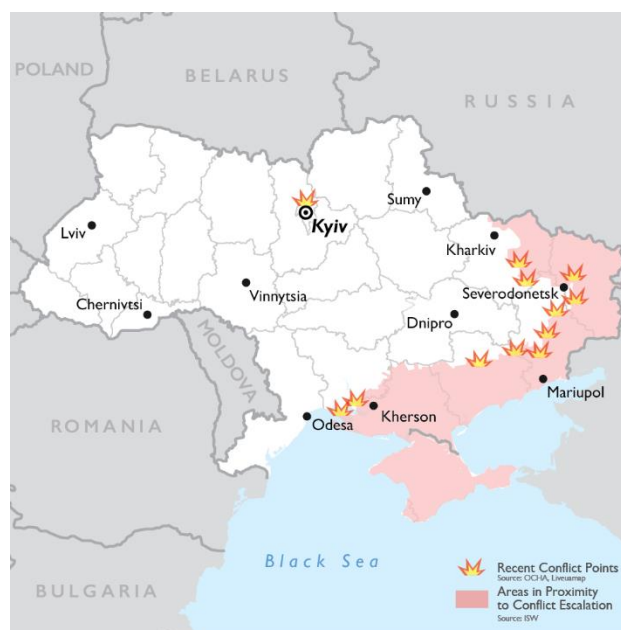 POLAND
BELARUS
RUSSIA
Sumy
Kyiv
Lviv
Kharkiv
Vinnytsia
Severodonetsk
Chernivtsi
Dnipro
MOLDOVA
Mariupol
Kherson
Odesa
ROMANIA
Black Sea
BULGARIA
Recent Conflict Points
Source: OCHA, Liveuamap
Areas in Proximity
to Conflict Escalation
Source: ISW